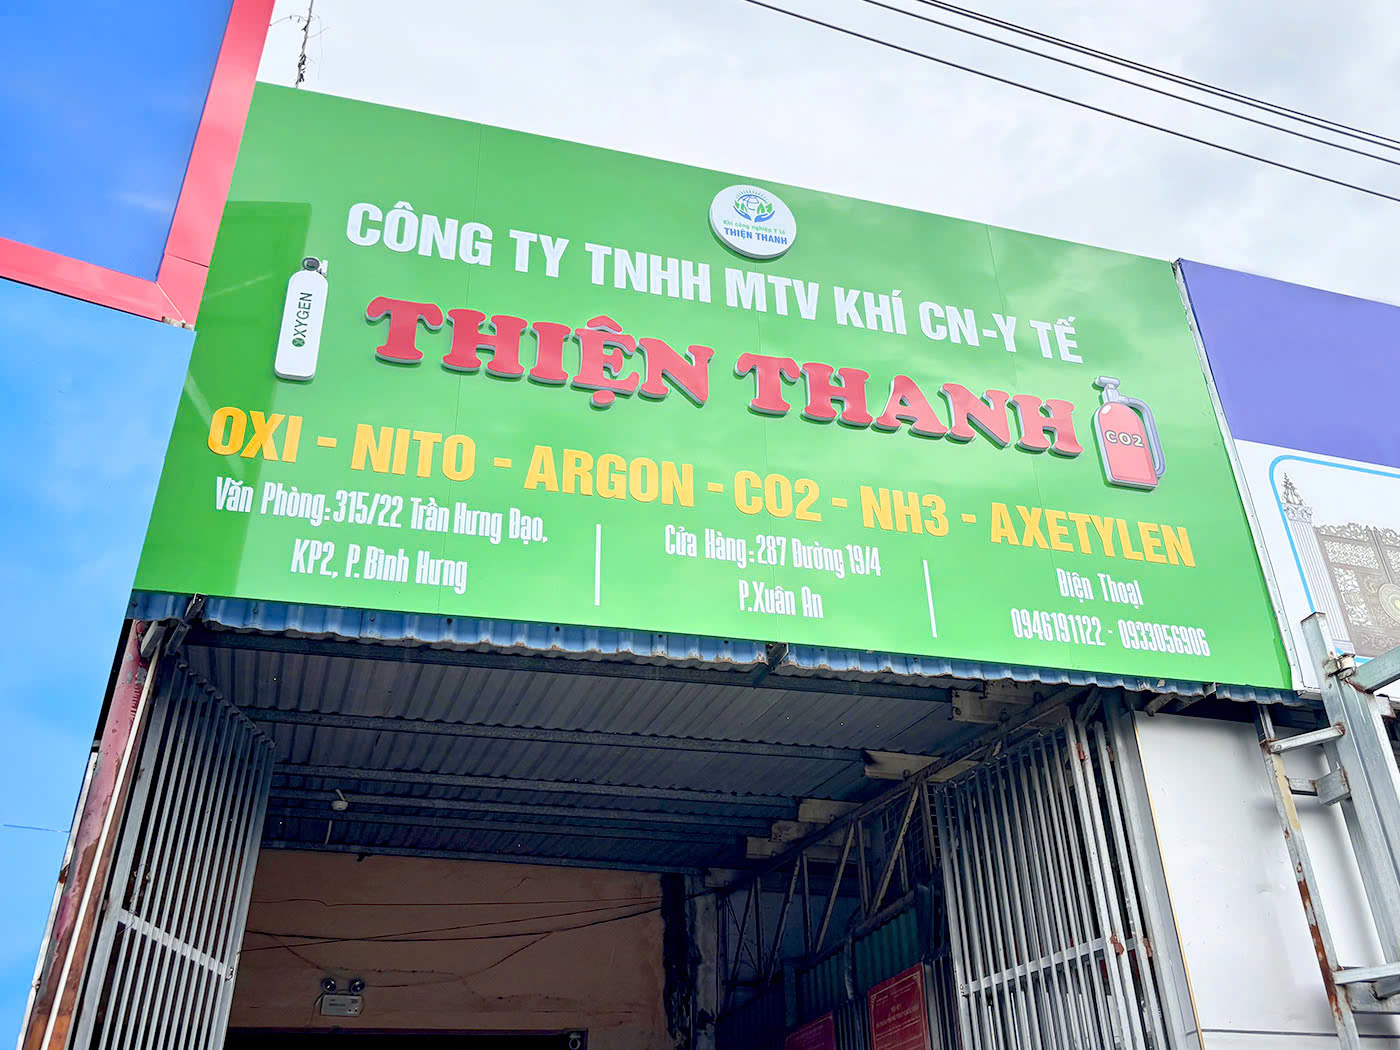 Khí công nghiệp Y tế
THIỆN THANH
CÔNG TY TNHH MTV KHÍ CN-Y TẾ
OXYGEN
THIỆN THANH
CO2
OXI - NITO - ARGON - CO2 - NH3 - AXETYLEN
Văn Phòng: 315/22 Trần Hưng Đạo,
KP2, P.Bình Hưng
Cửa Hàng: 287 Đường 19/4
P.Xuân An
Điện Thoại
0946191122 - 0933056906